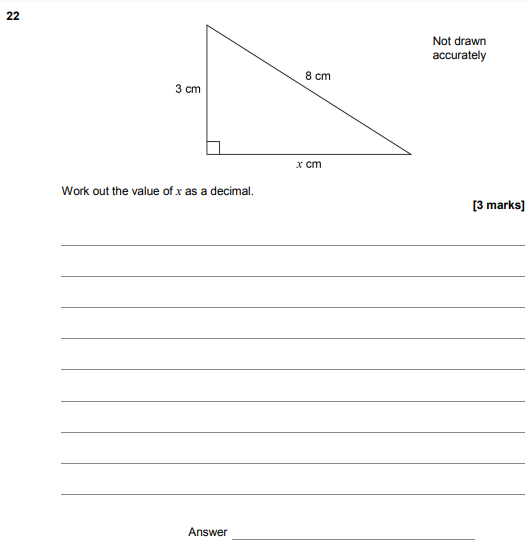 22
Not drawn
accurately
8 cm
3 cm
x cm
Work out the value of x as a decimal.
[3 marks]
Answer